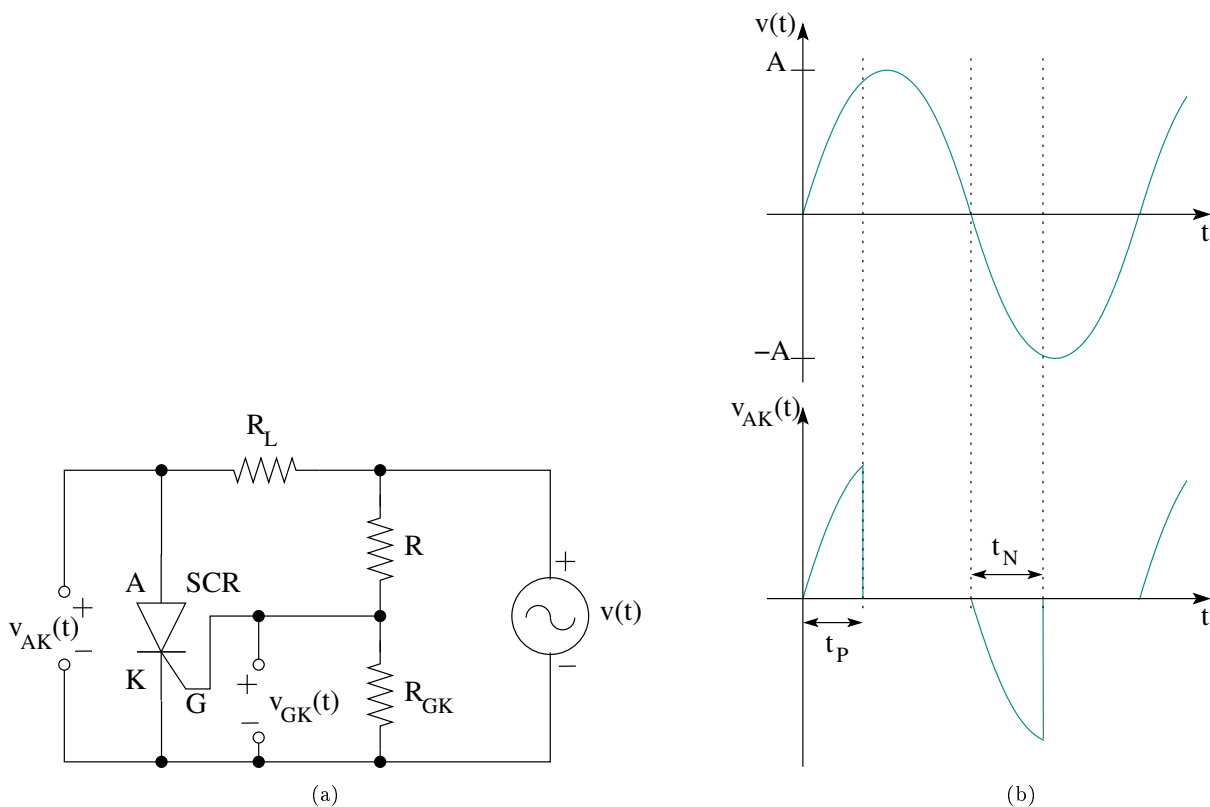 R_L
R
A
SCR
+
v_AK(t)
−
K
G
+
v_GK(t)
−
R_GK
+
v(t)
−
(a)
v(t)
A
t
−A
v_AK(t)
t_N
t
t_P
(b)